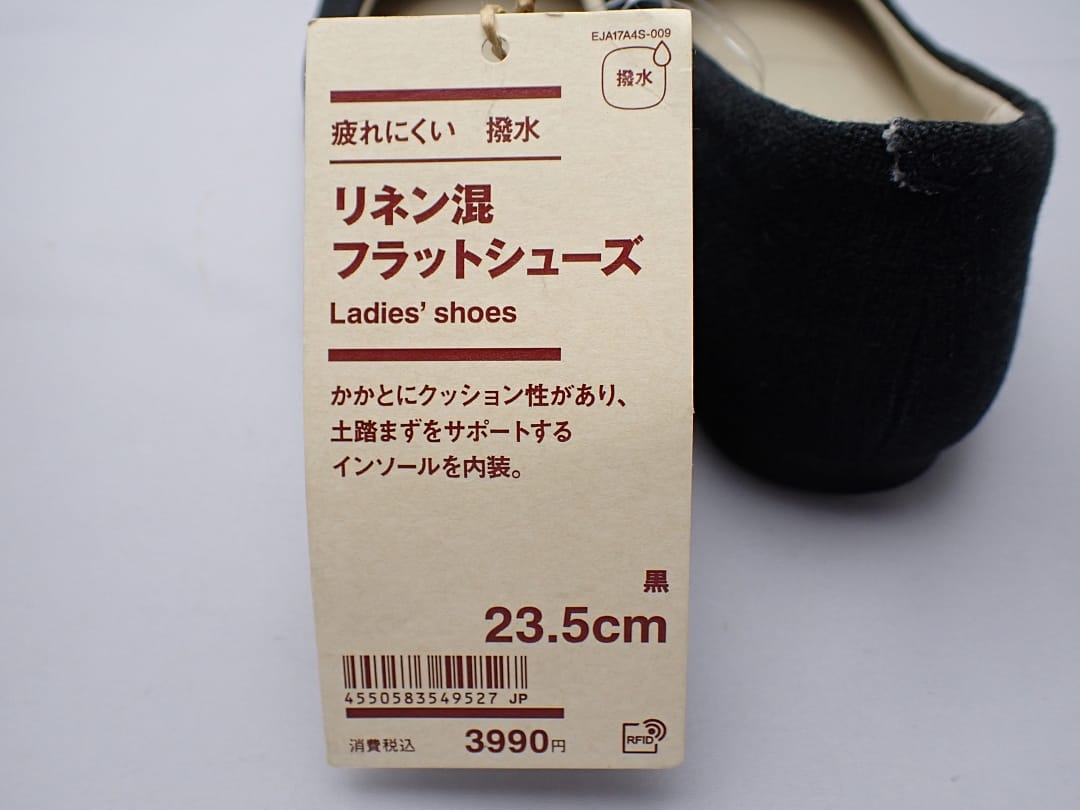 EJA17A4S-009
撥水
疲れにくい 撥水
リネン混
フラットシューズ
Ladies’ shoes
かかとにクッション性があり、
土踏まずをサポートする
インソールを内装。
黒
23.5cm
4550583549527 JP
消費税込 3990円
RFID